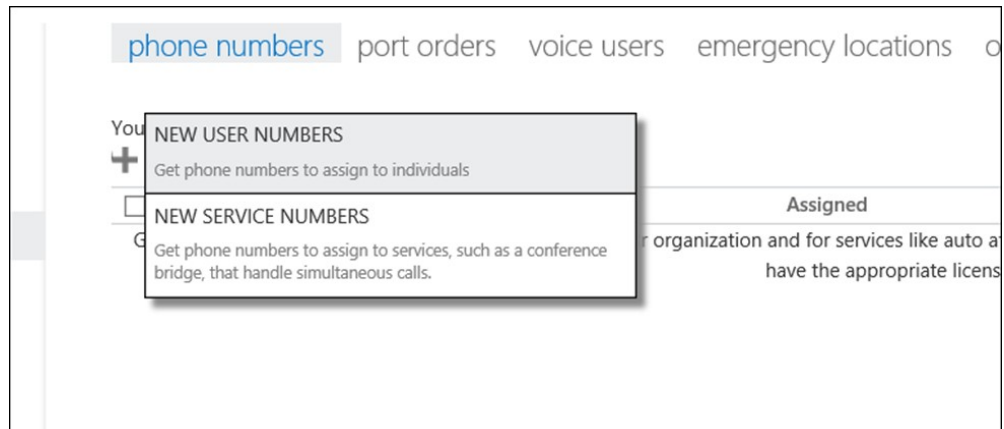 phone numbers port orders voice users emergency locations o
You
NEW USER NUMBERS
Get phone numbers to assign to individuals
NEW SERVICE NUMBERS
Get phone numbers to assign to services, such as a conference
bridge, that handle simultaneous calls.
Assigned
G
r organization and for services like auto a
have the appropriate licens